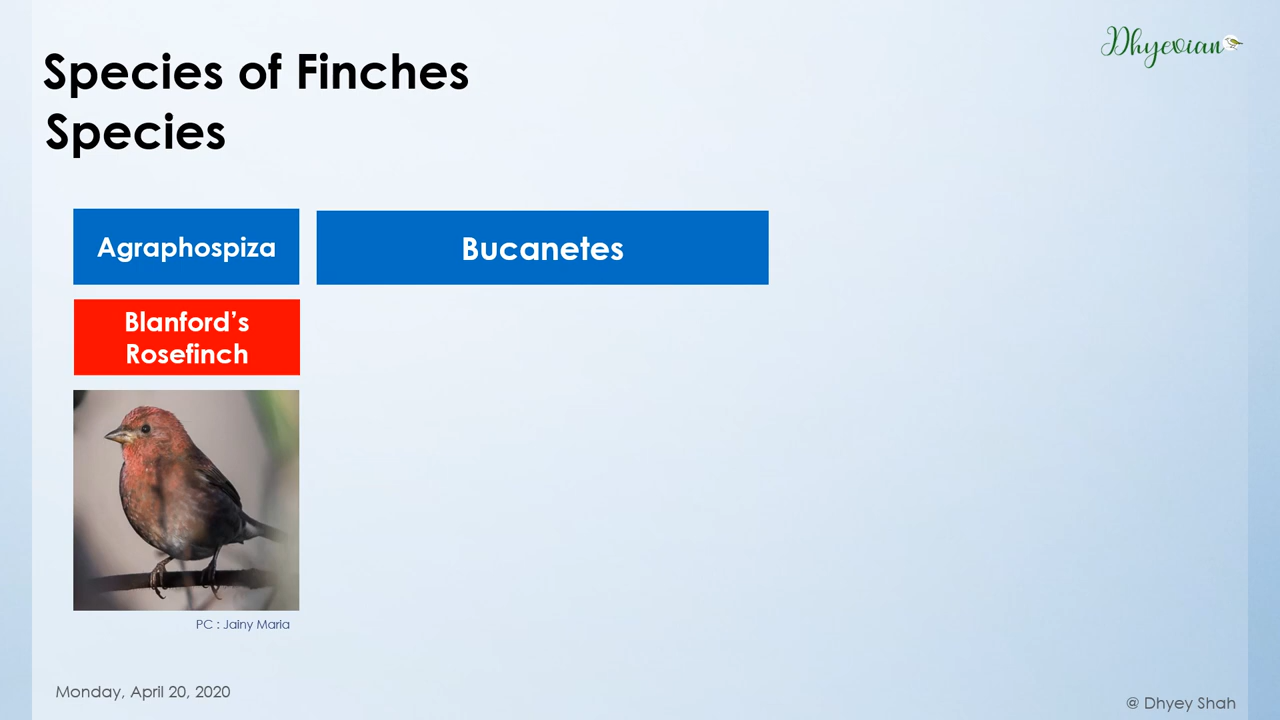 Dhyevian
Species of Finches
Species
Agraphospiza
Bucanetes
Blanford’s
Rosefinch
PC : Jainy Maria
Monday, April 20, 2020
@ Dhyey Shah